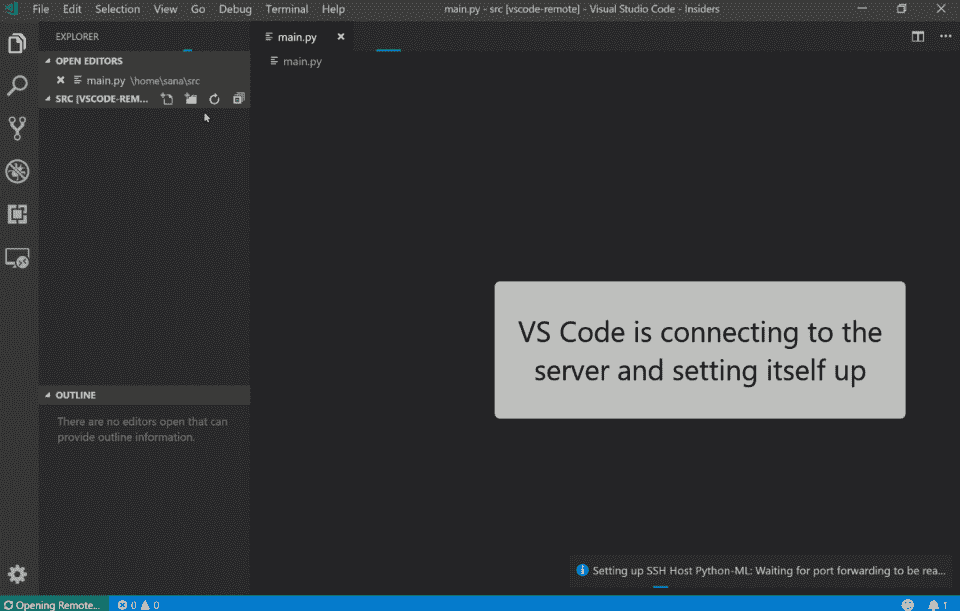 File Edit Selection View Go Debug Terminal Help main.py - src [vscode-remote] - Visual Studio Code - Insiders
EXPLORER
main.py
OPEN EDITORS
main.py \home\sana\src
main.py
SRC [VSCODE-REM...
VS Code is connecting to the
server and setting itself up
OUTLINE
There are no editors open that can
provide outline information.
Setting up SSH Host Python-ML: Waiting for port forwarding to be rea...
Opening Remote... 0 0 1